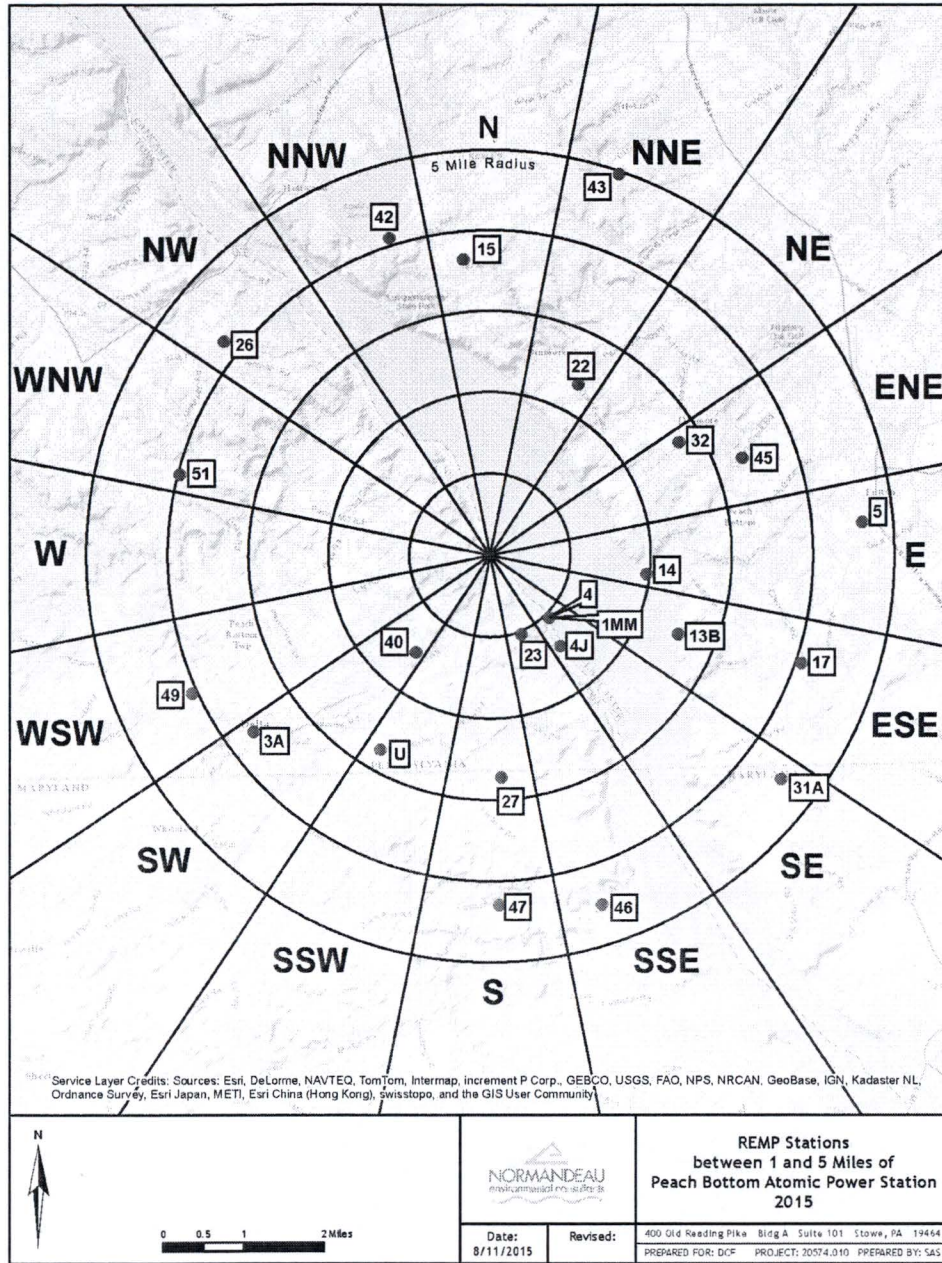 N
5 Mile Radius
NNW
NNE
43
42
15
NW
NE
26
22
WNW
ENE
32
45
51
5
W
E
14
4
1MM
13B
40
23
4J
17
49
WSW
ESE
3A
U
PENNSYLVANIA
MARYLAND
MARYLAND
27
31A
SW
SE
47
46
SSW
SSE
S
Service Layer Credits: Sources: Esri, DeLorme, NAVTEQ, TomTom, Intermap, increment P Corp., GEBCO, USGS, FAO, NPS, NRCAN, GeoBase, IGN, Kadaster NL,
Ordnance Survey, Esri Japan, METI, Esri China (Hong Kong), swisstopo, and the GIS User Community
N
0 0.5 1 2 Miles
NORMANDEAU
environmental consultants
Date:
8/11/2015
Revised:
REMP Stations
between 1 and 5 Miles of
Peach Bottom Atomic Power Station
2015
400 Old Reading Pike Bldg A Suite 101 Stowe, PA 19464
PREPARED FOR: DCF PROJECT: 20574.010 PREPARED BY: SAS